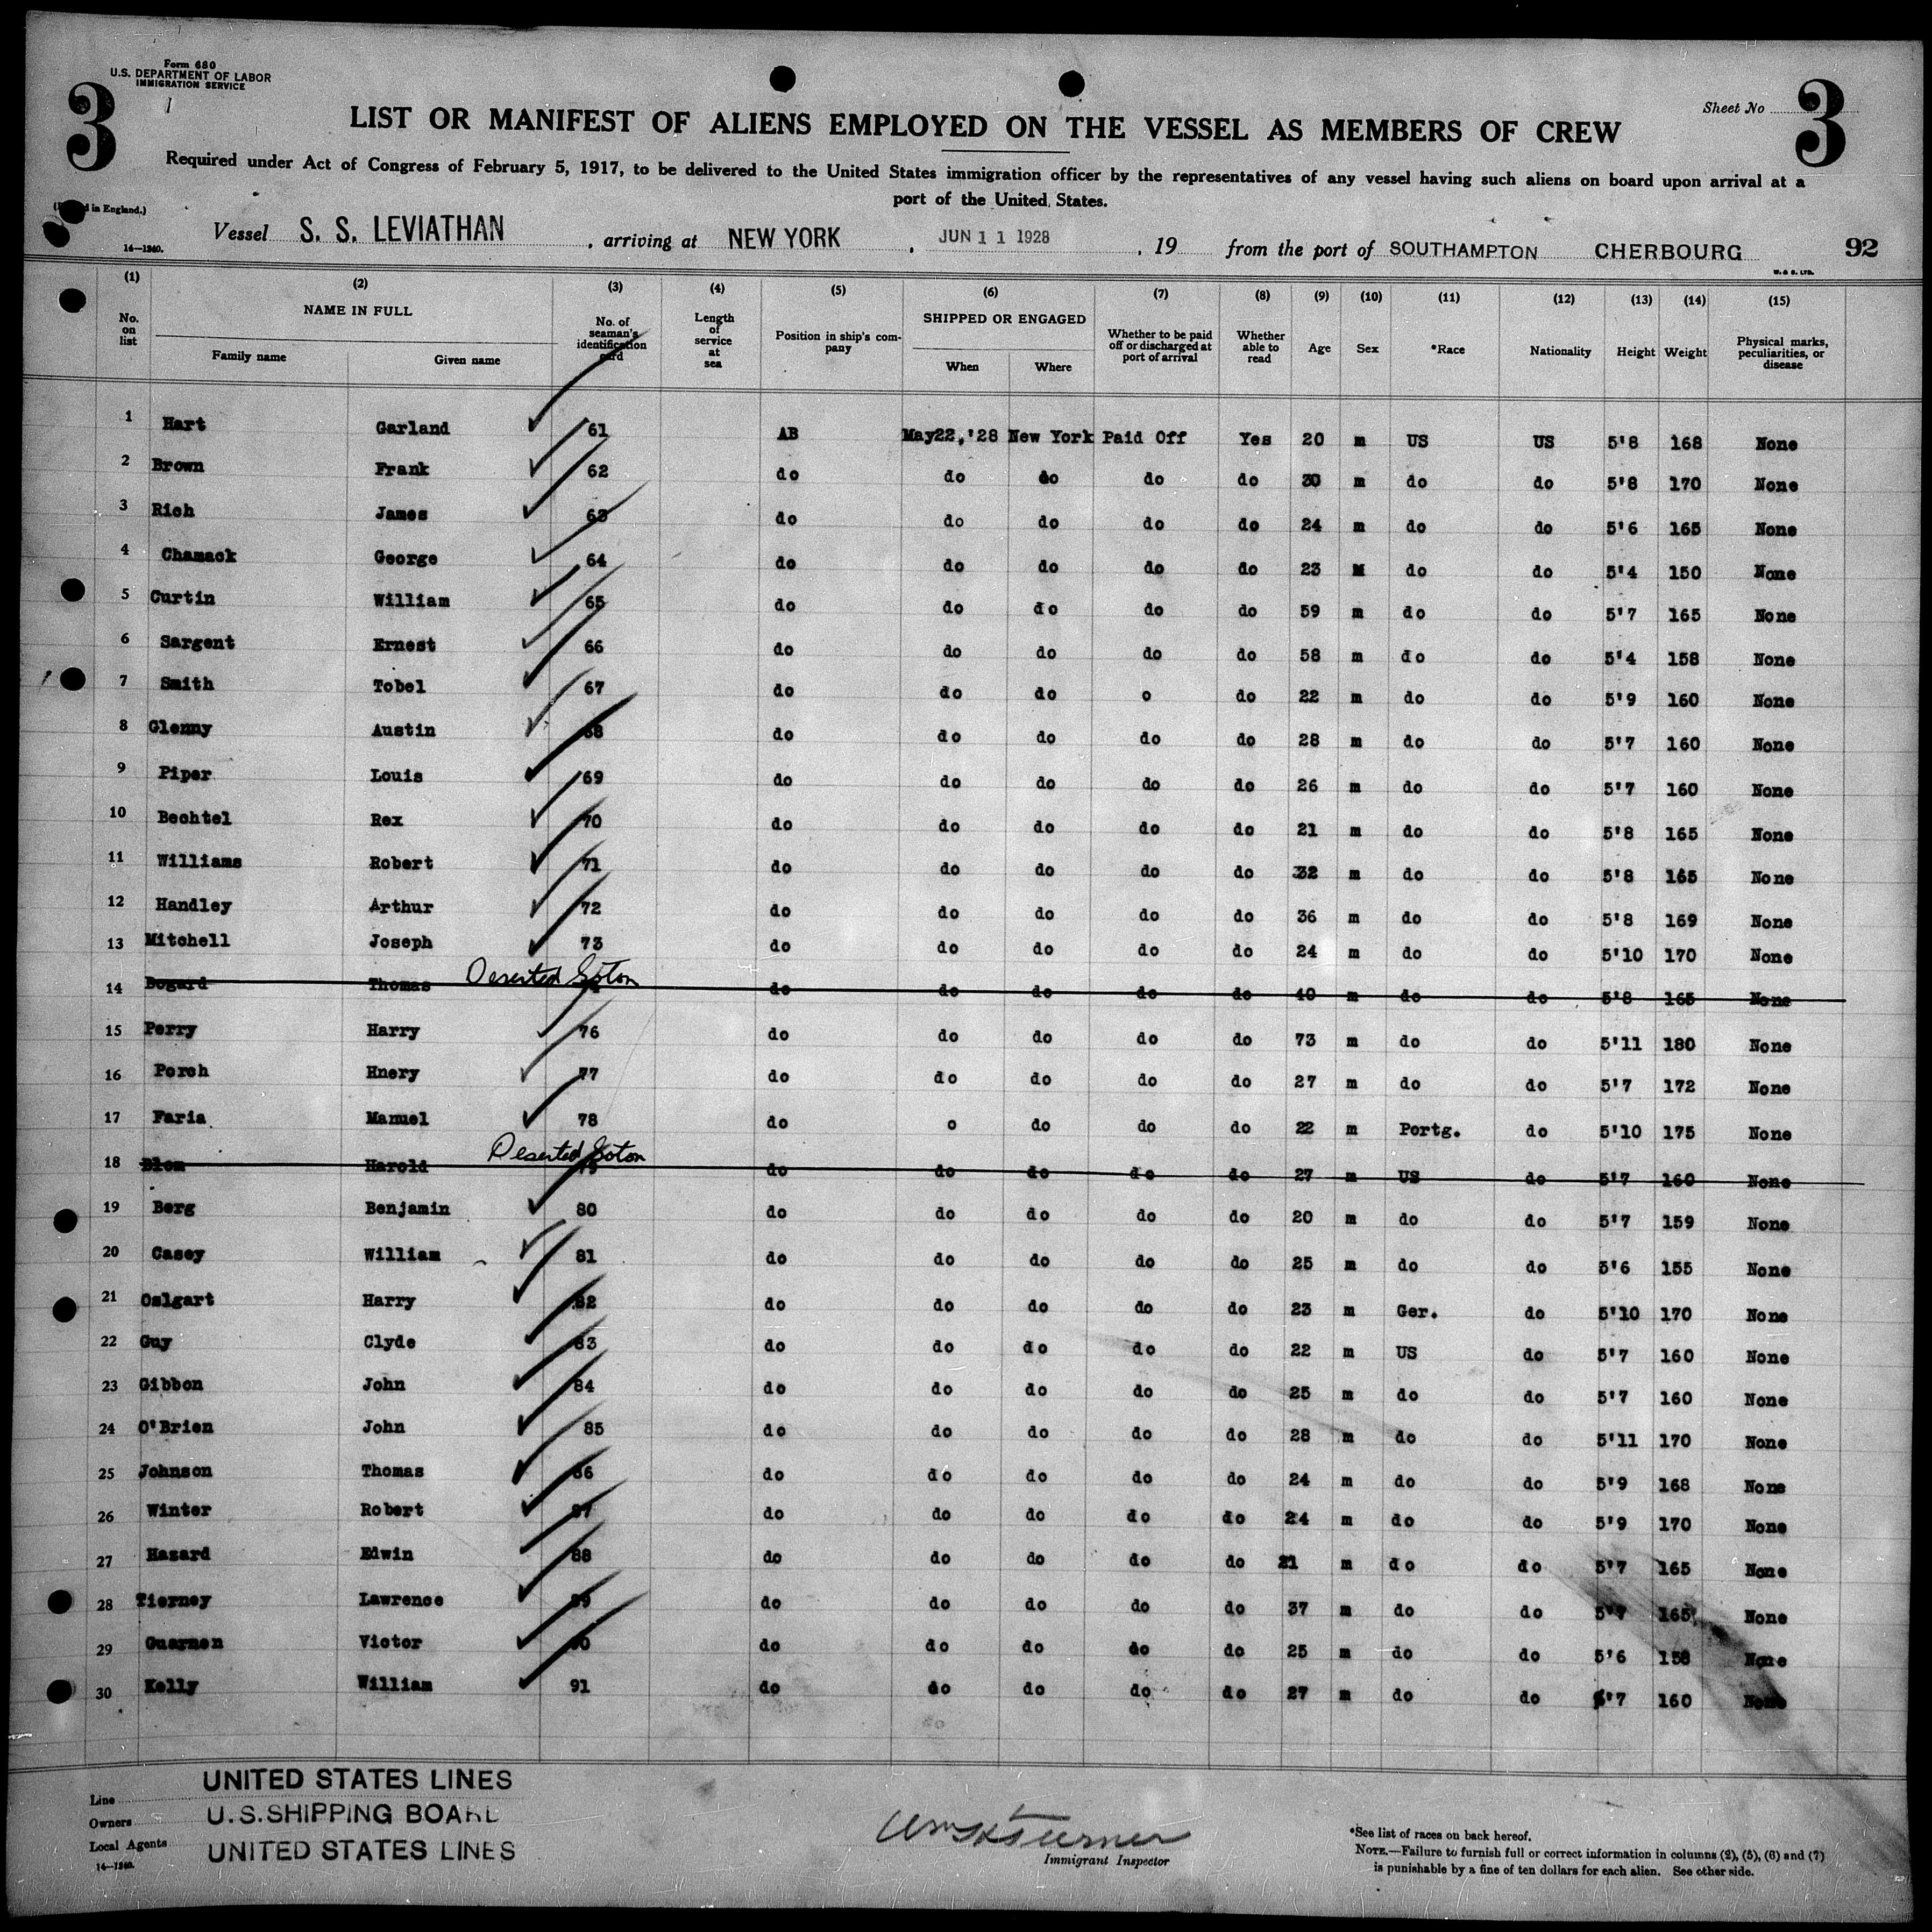 Form 680
U.S. DEPARTMENT OF LABOR
IMMIGRATION SERVICE
3
Sheet No 3
LIST OR MANIFEST OF ALIENS EMPLOYED ON THE VESSEL AS MEMBERS OF CREW
Required under Act of Congress of February 5, 1917, to be delivered to the United States immigration officer by the representatives of any vessel having such aliens on board upon arrival at a
port of the United States.
in England.)
14—1240.
Vessel S. S. LEVIATHAN, arriving at NEW YORK, JUN 11 1928, 19 from the port of SOUTHAMPTON CHERBOURG 92
W. & S. LTD.
(1) (2) (3) (4) (5) (6) (7) (8) (9) (10) (11) (12) (13) (14) (15)
No. on list NAME IN FULL Family name Given name No. of seaman's identification card Length of service at sea Position in ship's company SHIPPED OR ENGAGED When Where Whether to be paid off or discharged at port of arrival Whether able to read Age Sex *Race Nationality Height Weight Physical marks, peculiarities, or disease
1 Hart Garland 61 AB May22,'28 New York Paid Off Yes 20 m US US 5'8 168 None
2 Brown Frank 62 do do do do do 30 m do do 5'8 170 None
3 Rich James 63 do do do do do 24 m do do 5'6 165 None
4 Chamack George 64 do do do do do 23 M do do 5'4 150 None
5 Curtin William 65 do do do do do 59 m do do 5'7 165 None
6 Sargent Ernest 66 do do do do do 58 m do do 5'4 158 None
7 Smith Tobel 67 do do do o do 22 m do do 5'9 160 None
8 Glenny Austin 68 do do do do do 28 m do do 5'7 160 None
9 Piper Louis 69 do do do do do 26 m do do 5'7 160 None
10 Bechtel Rex 70 do do do do do 21 m do do 5'8 165 None
11 Williams Robert 71 do do do do do 32 m do do 5'8 165 None
12 Handley Arthur 72 do do do do do 36 m do do 5'8 169 None
13 Mitchell Joseph 73 do do do do do 24 m do do 5'10 170 None
Deserted Soton
14 Bogard Thomas do do do do do 40 m do do 5'8 165 None
15 Perry Harry 76 do do do do do 73 m do do 5'11 180 None
16 Porch Hnery 77 do do do do do 27 m do do 5'7 172 None
17 Faria Manuel 78 do o do do do 22 m Portg. do 5'10 175 None
Deserted Soton
18 Blom Harold 79 do do do do do 27 m US do 5'7 160 None
19 Berg Benjamin 80 do do do do do 20 m do do 5'7 159 None
20 Casey William 81 do do do do do 25 m do do 5'6 155 None
21 Oslgart Harry 82 do do do do do 23 m Ger. do 5'10 170 None
22 Guy Clyde 83 do do do do do 22 m US do 5'7 160 None
23 Gibbon John 84 do do do do do 25 m do do 5'7 160 None
24 O'Brien John 85 do do do do do 28 m do do 5'11 170 None
25 Johnson Thomas 86 do do do do do 24 m do do 5'9 168 None
26 Winter Robert 87 do do do do do 24 m do do 5'9 170 None
27 Hazard Edwin 88 do do do do do 21 m do do 5'7 165 None
28 Tierney Lawrence 89 do do do do do 37 m do do 5'7 165 None
29 Guarnen Victor 90 do do do do do 25 m do do 5'6 158 None
30 Kelly William 91 do do do do do 27 m do do 5'7 160 None
Line UNITED STATES LINES
Owners U.S.SHIPPING BOARD
Local Agents UNITED STATES LINES
14—1240.
Turner
Immigrant Inspector
*See list of races on back hereof.
NOTE.—Failure to furnish full or correct information in columns (2), (5), (6) and (7)
is punishable by a fine of ten dollars for each alien. See other side.